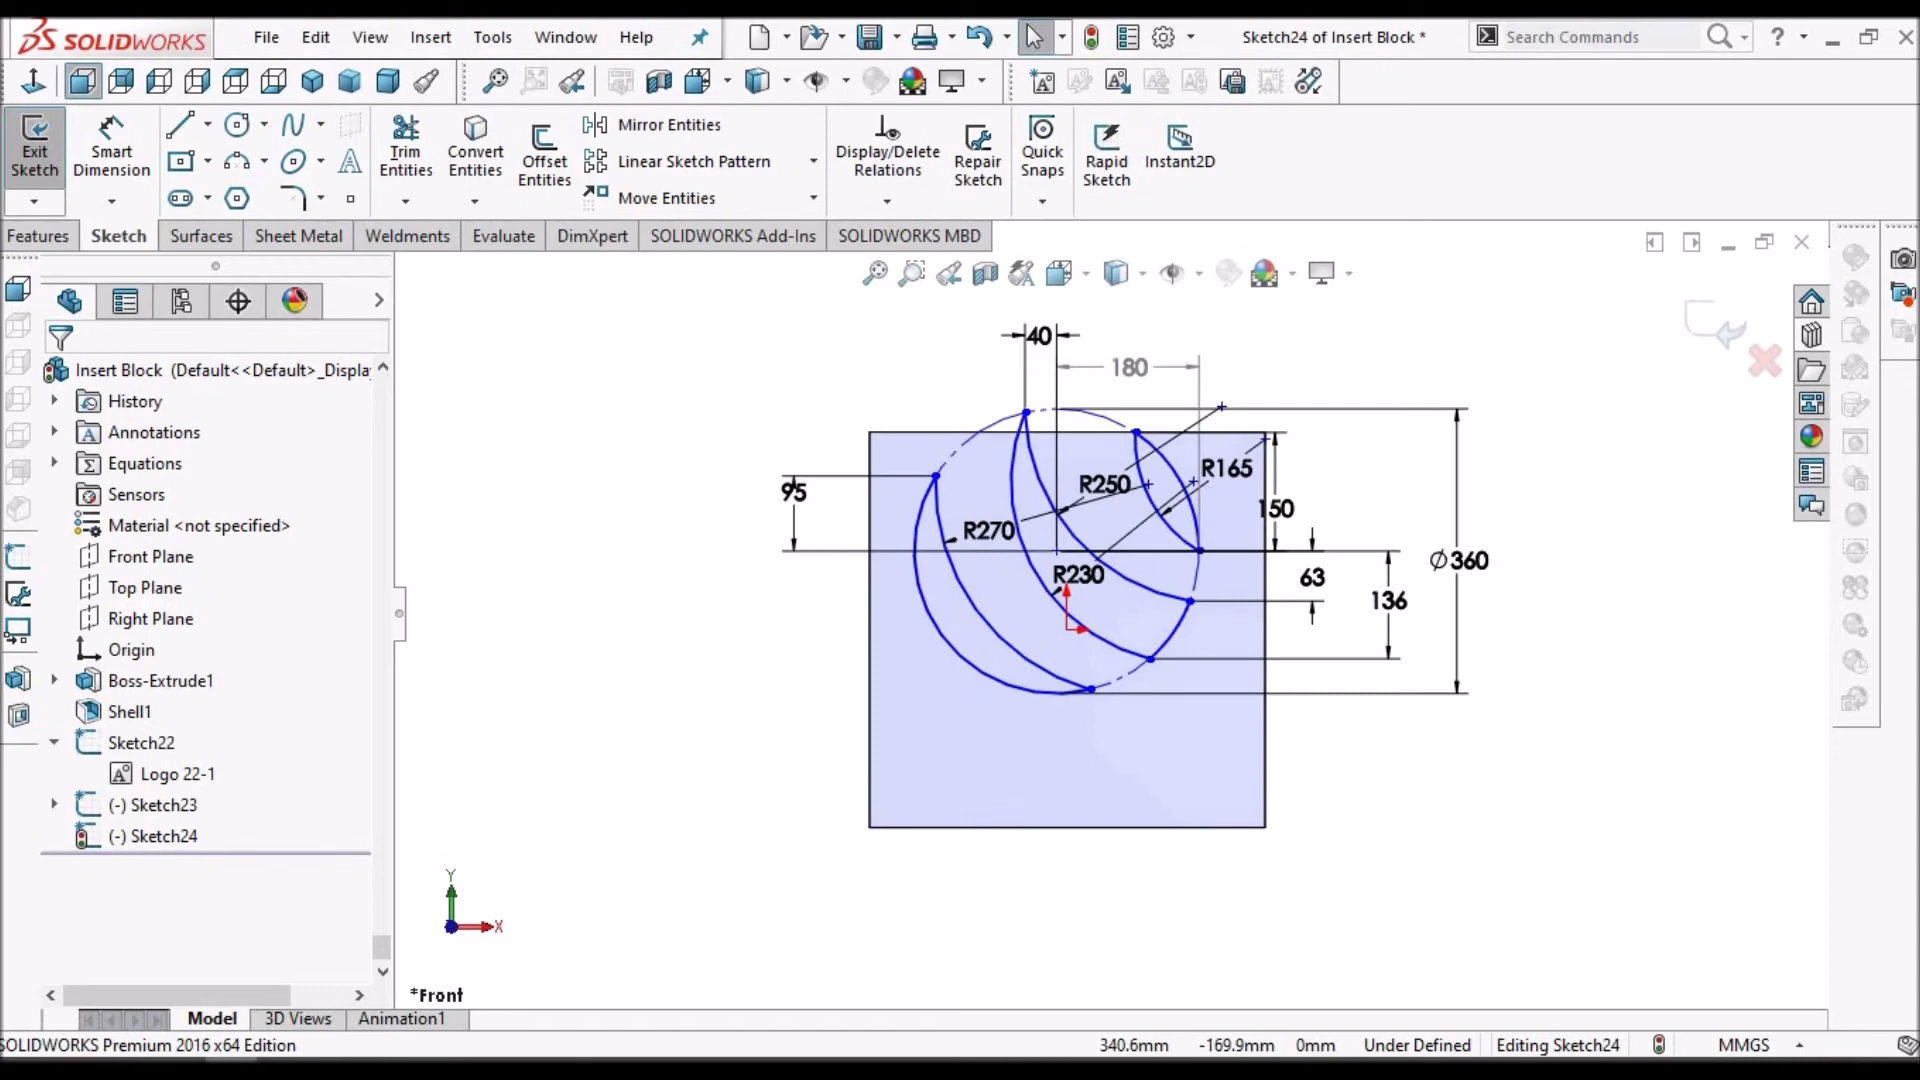 SOLIDWORKS
File Edit View Insert Tools Window Help
Sketch24 of Insert Block *
Search Commands
Exit Sketch
Smart Dimension
Trim Entities
Convert Entities
Offset Entities
Mirror Entities
Linear Sketch Pattern
Move Entities
Display/Delete Relations
Repair Sketch
Quick Snaps
Rapid Sketch
Instant2D
Features Sketch Surfaces Sheet Metal Weldments Evaluate DimXpert SOLIDWORKS Add-Ins SOLIDWORKS MBD
Insert Block (Default<<Default>_Displa
History
Annotations
Equations
Sensors
Material <not specified>
Front Plane
Top Plane
Right Plane
Origin
Boss-Extrude1
Shell1
Sketch22
Logo 22-1
(-) Sketch23
(-) Sketch24
40
180
R165
R250
95
150
R270
Ø360
R230
63
136
Y
X
*Front
Model 3D Views Animation1
SOLIDWORKS Premium 2016 x64 Edition
340.6mm -169.9mm 0mm Under Defined Editing Sketch24 MMGS